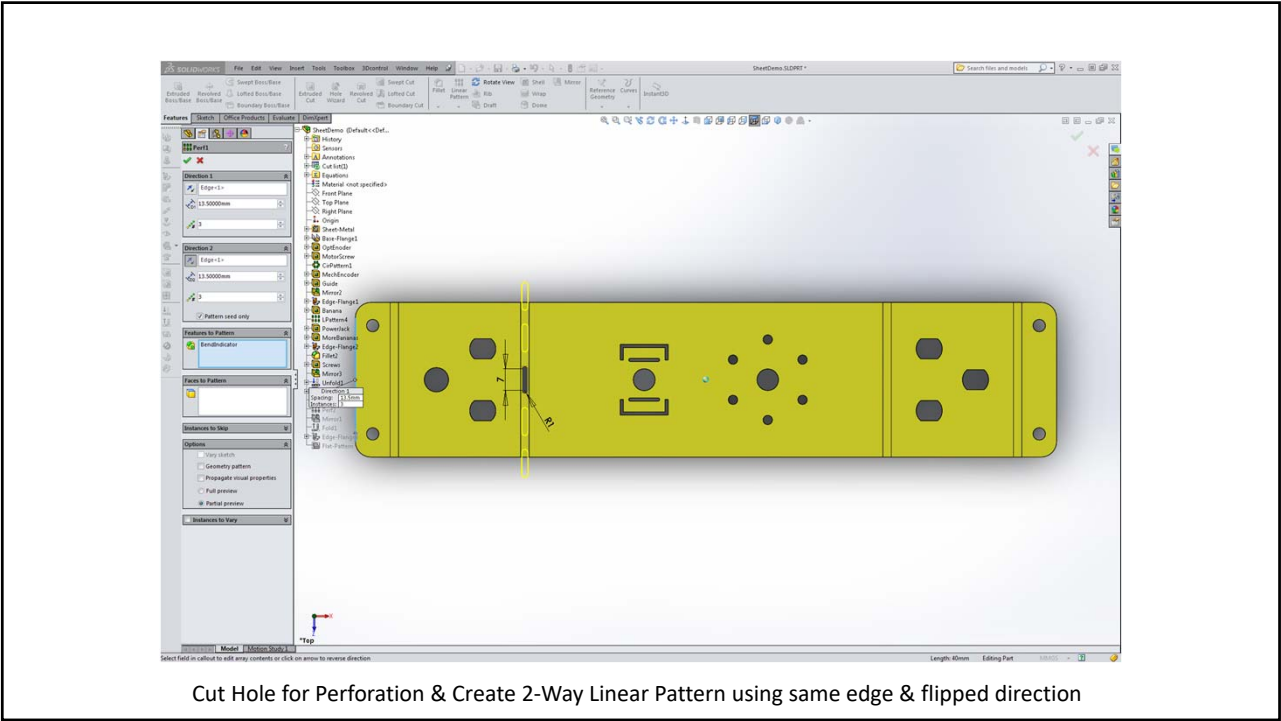 SOLIDWORKS File Edit View Insert Tools Toolbox 3Dcontrol Window Help SheetDemo.SLDPRT * Search files and models
Extruded Boss/Base
Revolved Boss/Base
Swept Boss/Base
Lofted Boss/Base
Boundary Boss/Base
Extruded Cut
Hole Wizard
Revolved Cut
Swept Cut
Lofted Cut
Boundary Cut
Fillet
Linear Pattern
Rotate View
Rib
Draft
Shell
Wrap
Dome
Mirror
Reference Geometry
Curves
Instant3D
Features Sketch Office Products Evaluate DimXpert
Perf1 ?
Direction 1
Edge<1>
13.50000mm
3
Direction 2
Edge<1>
13.50000mm
3
Pattern seed only
Features to Pattern
BendIndicator
Faces to Pattern
Instances to Skip
Options
Vary sketch
Geometry pattern
Propagate visual properties
Full preview
Partial preview
Instances to Vary
SheetDemo (Default<<Def...
History
Sensors
Annotations
Cut list(1)
Equations
Material <not specified>
Front Plane
Top Plane
Right Plane
Origin
Sheet-Metal
Base-Flange1
OptEnoder
MotorScrew
CirPattern1
MechEncoder
Guide
Mirror2
Edge-Flange1
Banana
LPattern4
PowerJack
MoreBananas
Edge-Flange2
Fillet2
Screws
Mirror3
Unfold1
Direction 1
Spacing: 13.5mm
Instances: 3
Perf2
Mirror1
Fold1
Edge-Flange
Flat-Pattern
7
R1
X
Z
*Top
Model Motion Study 1
Select field in callout to edit array contents or click on arrow to reverse direction Length: 40mm Editing Part
Cut Hole for Perforation & Create 2-Way Linear Pattern using same edge & flipped direction